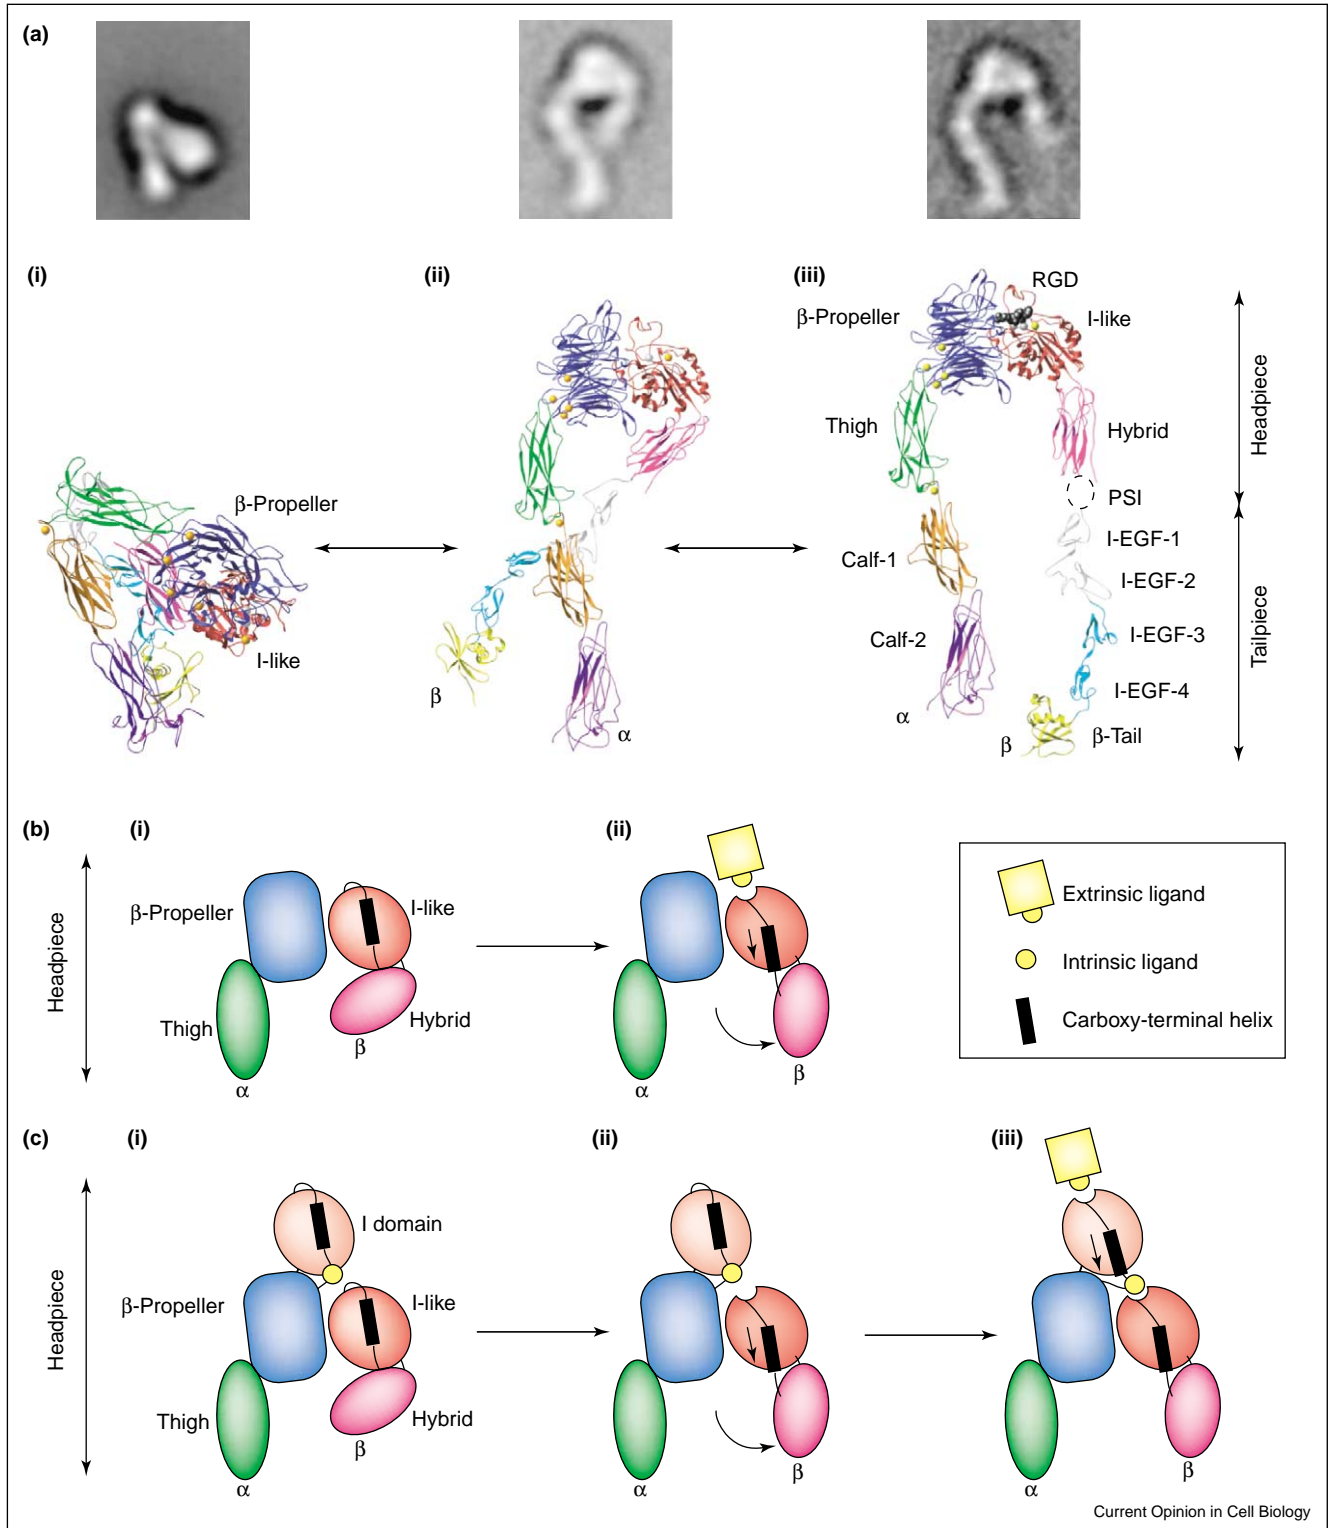 (a)
(i)
(ii)
(iii)
β-Propeller
I-like
β
α
RGD
β-Propeller
I-like
Thigh
Hybrid
PSI
I-EGF-1
Calf-1
I-EGF-2
Calf-2
I-EGF-3
I-EGF-4
α
β
β-Tail
Headpiece
Tailpiece
(b)
(i)
(ii)
Headpiece
β-Propeller
I-like
Thigh
Hybrid
β
α
α
β
Extrinsic ligand
Intrinsic ligand
Carboxy-terminal helix
(c)
(i)
(ii)
(iii)
Headpiece
I domain
β-Propeller
I-like
Thigh
Hybrid
β
α
α
β
α
β
Current Opinion in Cell Biology